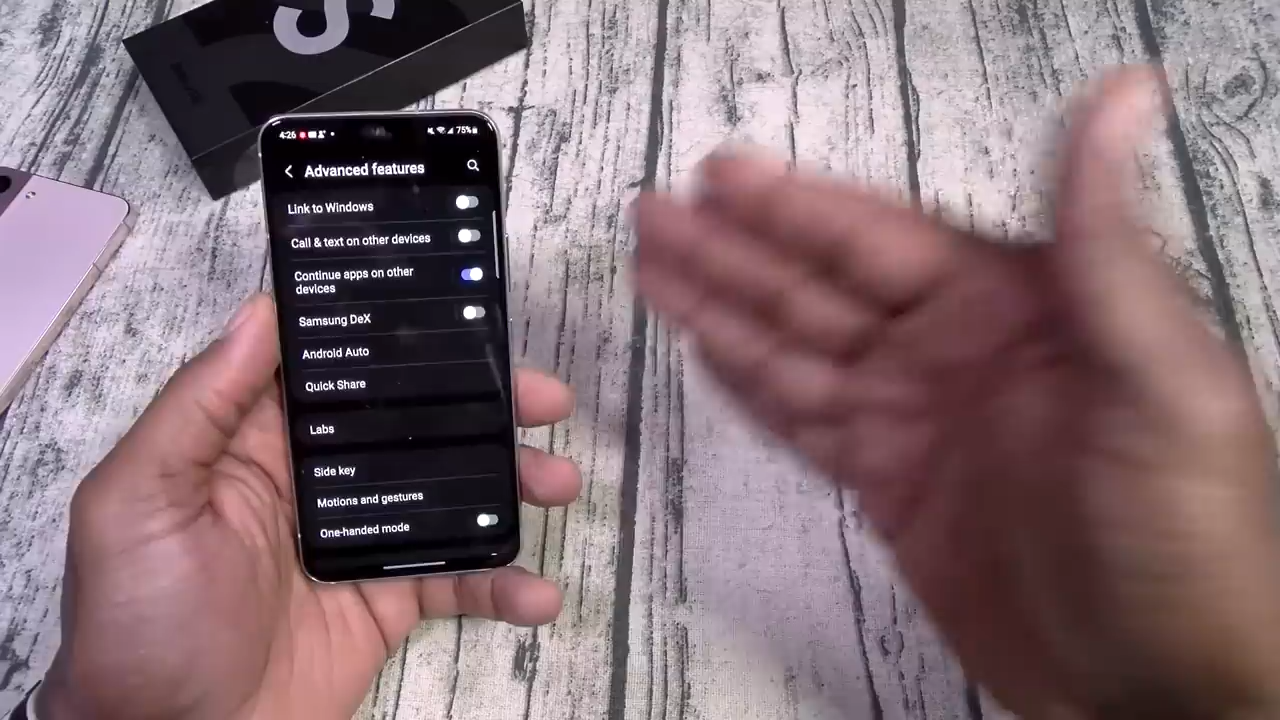 S
4:26
75%
Advanced features
Link to Windows
Call & text on other devices
Continue apps on other
devices
Samsung DeX
Android Auto
Quick Share
Labs
Side key
Motions and gestures
One-handed mode